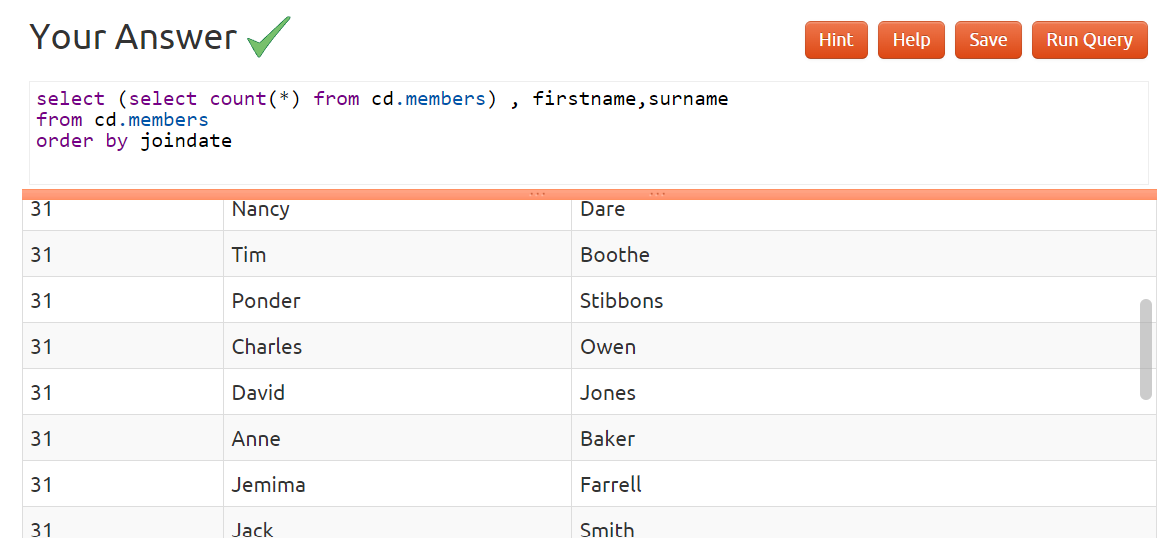 Your Answer
Hint Help Save Run Query
select (select count(*) from cd.members) , firstname,surname
from cd.members
order by joindate
31 Nancy Dare
31 Tim Boothe
31 Ponder Stibbons
31 Charles Owen
31 David Jones
31 Anne Baker
31 Jemima Farrell
31 Jack Smith